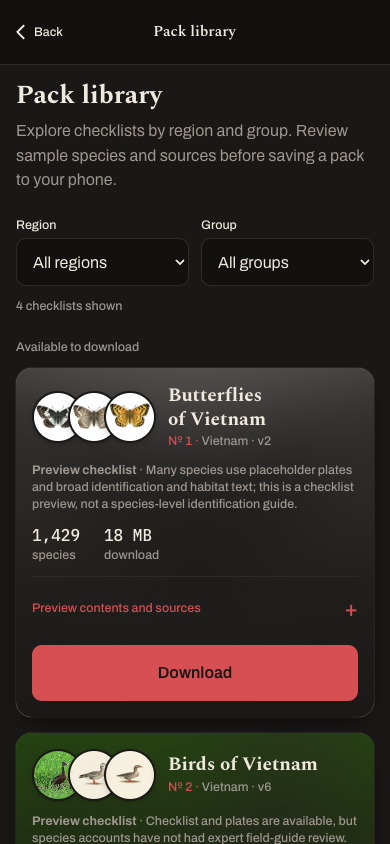 Back
Pack library
Pack library
Explore checklists by region and group. Review
sample species and sources before saving a pack
to your phone.
Region
Group
All regions
All groups
4 checklists shown
Available to download
Butterflies
of Vietnam
Nº 1 · Vietnam · v2
Preview checklist · Many species use placeholder plates
and broad identification and habitat text; this is a checklist
preview, not a species-level identification guide.
1,429
18 MB
species
download
Preview contents and sources
+
Download
Birds of Vietnam
Nº 2 · Vietnam · v6
Preview checklist · Checklist and plates are available, but
species accounts have not had expert field-guide review.